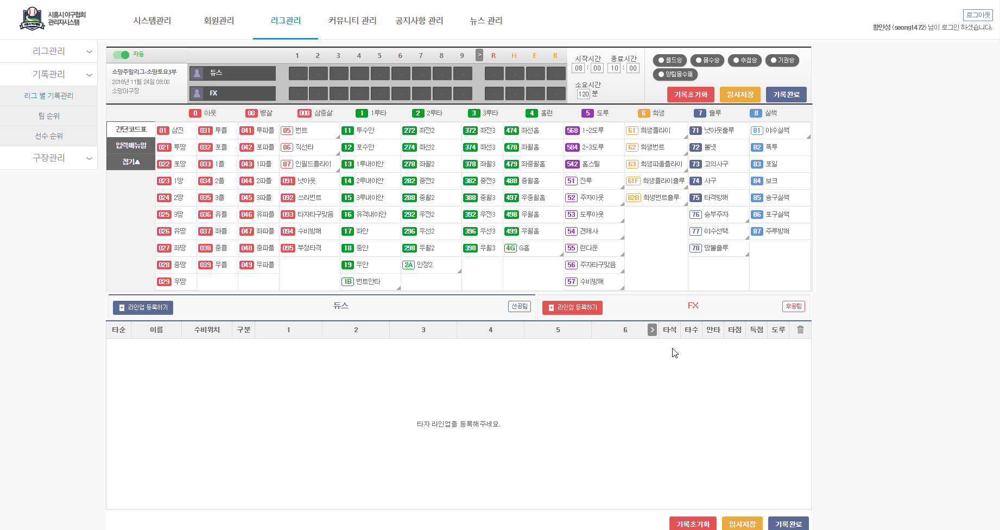 시흥시 야구협회
관리자시스템
시스템관리 회원관리 리그관리 커뮤니티 관리 공지사항 관리 뉴스 관리
로그아웃
황인성 (seong1472) 님이 로그인 하셨습니다.
리그관리
기록관리
리그 별 기록관리
팀 순위
선수 순위
구장관리
자동
소망주말리그-소망토요3부
2018년 11월 24일 08:00
소망야구장
1 2 3 4 5 6 7 8 9 > R H E B
듀스 - - - - - - - - - - - - -
FX - - - - - - - - - - - - -
시작시간 종료시간
08 : 00 10 : 00
소요시간
120 분
콜드승 몰수승 추첨승 기권승
양팀몰수패
기록초기화 임시저장 기록완료
0 아웃 00 병살 000 삼중살 1 1루타 2 2루타 3 3루타 4 홈런 5 도루 6 희생 7 출루 8 실책
간단코드표
입력메뉴얼
접기▲
01 삼진 031 투플 041 투파플 05 번트 11 투수안 272 좌전2 372 좌전3 474 좌선홈 568 1-2도루 61 희생플라이 71 낫아웃출루 81 야수실책
021 투땅 032 포플 042 포파플 06 직선타 12 포수안 274 좌선2 374 좌선3 478 좌월홈 584 2-3도루 62 희생번트 72 볼넷 82 폭투
022 포땅 033 1플 043 1파플 07 인필드플라이 13 1루내야안 278 좌월2 378 좌월3 479 좌중월홈 542 홈스틸 63 희생파울플라이 73 고의사구 83 포일
023 1땅 034 2플 044 2파플 091 낫아웃 14 2루내야안 282 중전2 382 중전3 488 중월홈 51 진루 61F 희생플라이출루 74 사구 84 보크
024 2땅 035 3플 045 3파플 092 쓰리번트 15 3루내야안 288 중월2 388 중월3 497 우중월홈 52 주자아웃 62B 희생번트출루 75 타격방해 85 송구실책
025 3땅 036 유플 046 유파플 093 타자타구맞음 16 유격내야안 292 우전2 392 우전3 498 우월홈 53 도루아웃 76 승부주자 86 포구실책
026 유땅 037 좌플 047 좌파플 094 수비방해 17 좌안 296 우선2 396 우선3 499 우월홈 54 견제사 77 야수선택 87 주루방해
027 좌땅 038 중플 048 중파플 095 부정타격 18 중안 298 우월2 398 우월3 4G G홈 55 런다운 78 땅볼출루
028 중땅 039 우플 049 우파플 19 우안 2A 인정2 56 주자타구맞음
029 우땅 1B 번트안타 57 수비방해
라인업 등록하기 듀스 선공팀 라인업 등록하기 FX 후공팀
타순 이름 수비위치 구분 1 2 3 4 5 6 > 타석 타수 안타 타점 득점 도루
타자 라인업을 등록해주세요.
기록초기화 임시저장 기록완료